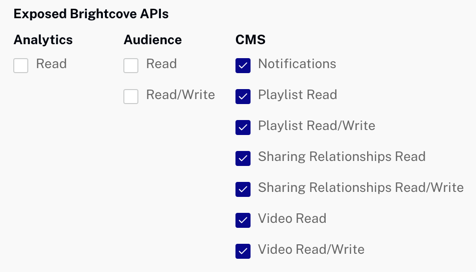 Exposed Brightcove APIs
Analytics
Read
Audience
Read
Read/Write
CMS
Notifications
Playlist Read
Playlist Read/Write
Sharing Relationships Read
Sharing Relationships Read/Write
Video Read
Video Read/Write